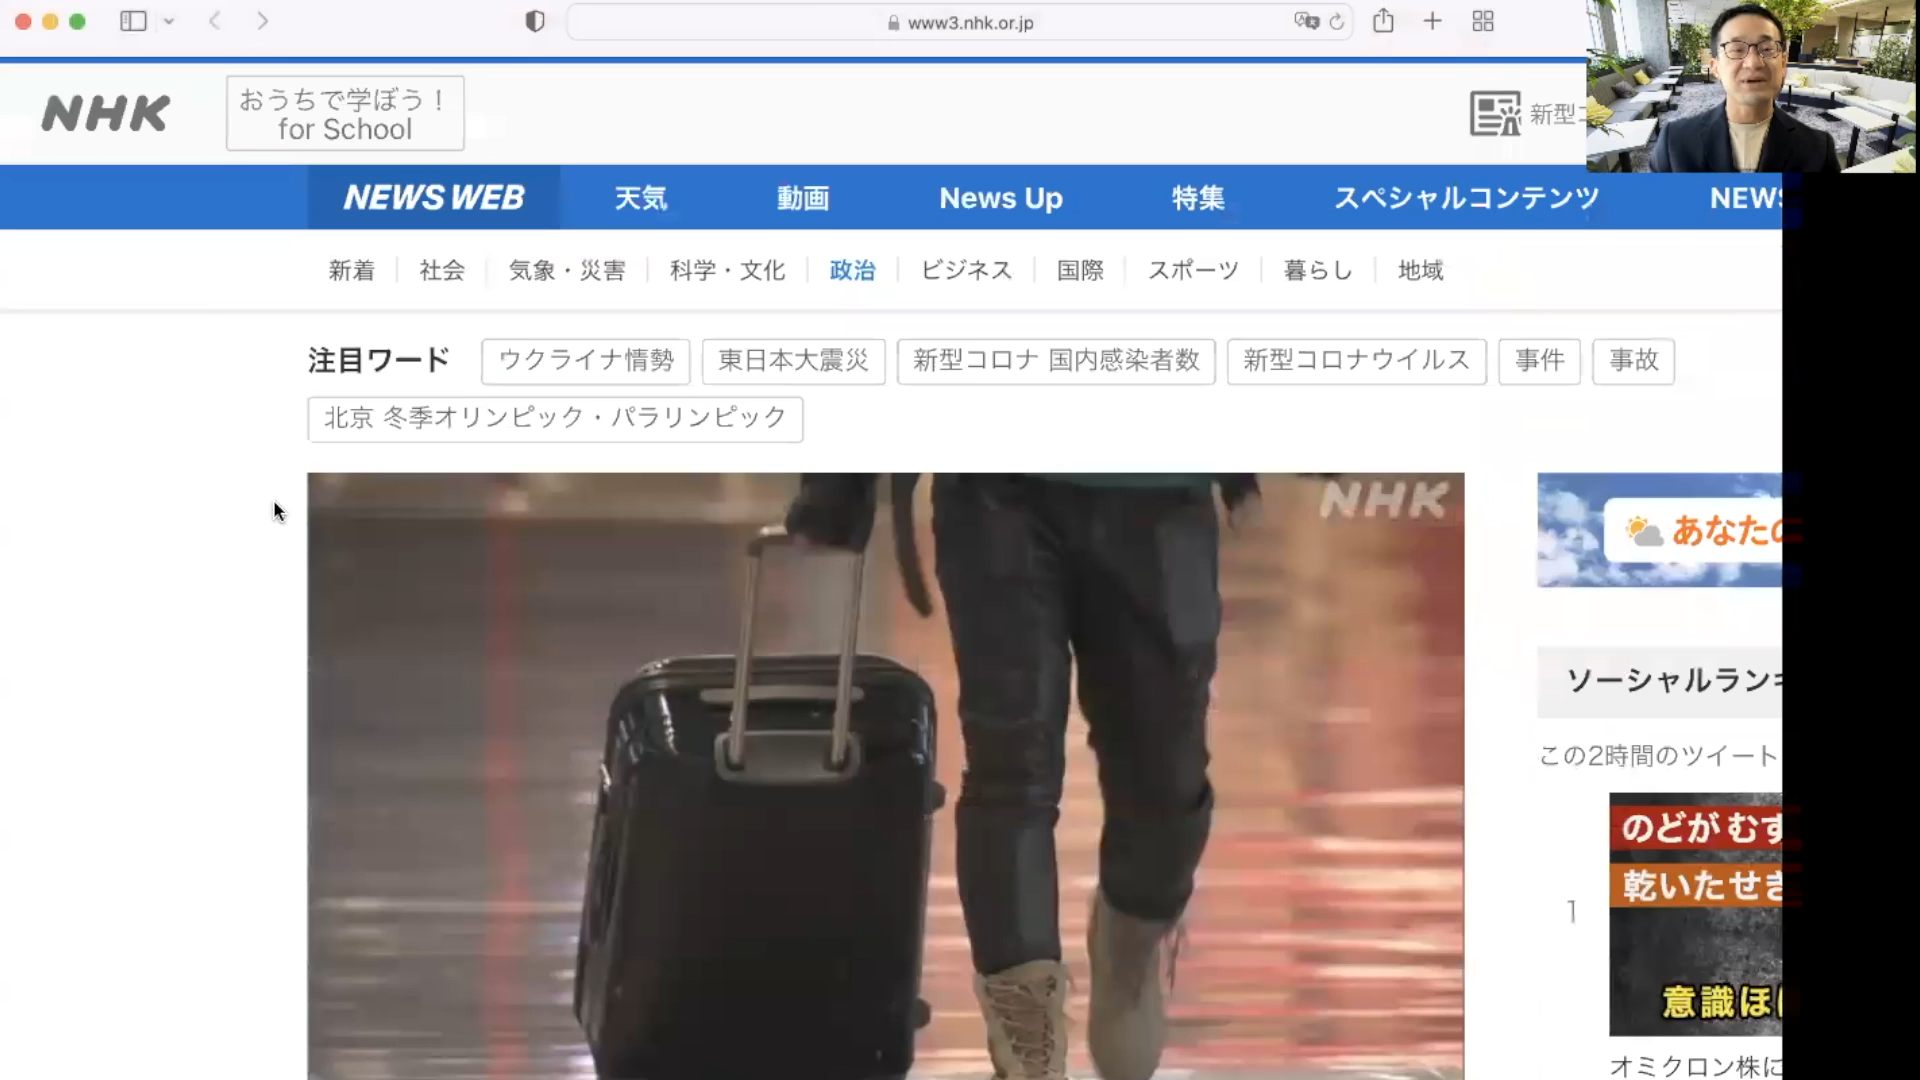 www3.nhk.or.jp
NHK
おうちで学ぼう！
for School
新型
NEWS WEB
天気
動画
News Up
特集
スペシャルコンテンツ
NEWS
新着
社会
気象・災害
科学・文化
政治
ビジネス
国際
スポーツ
暮らし
地域
注目ワード
ウクライナ情勢
東日本大震災
新型コロナ 国内感染者数
新型コロナウイルス
事件
事故
北京 冬季オリンピック・パラリンピック
NHK
あなたの
ソーシャルラン
この2時間のツイート
1
のどが むす
乾いたせき
意識ほ
オミクロン株に